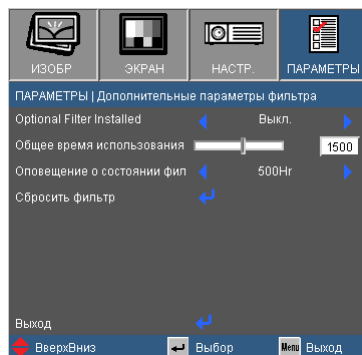 ИЗОБР ЭКРАН НАСТР. ПАРАМЕТРЫ
ПАРАМЕТРЫ | Дополнительные параметры фильтра
Optional Filter Installed Выкл.
Общее время использования 1500
Оповещение о состоянии фил 500Hr
Сбросить фильтр
Выход
ВверхВниз Выбор Menu Выход